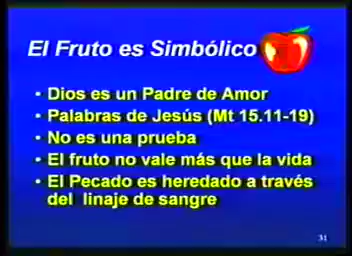 El Fruto es Simbólico
• Dios es un Padre de Amor
• Palabras de Jesús (Mt 15.11-19)
• No es una prueba
• El fruto no vale más que la vida
• El Pecado es heredado a través
del linaje de sangre
31